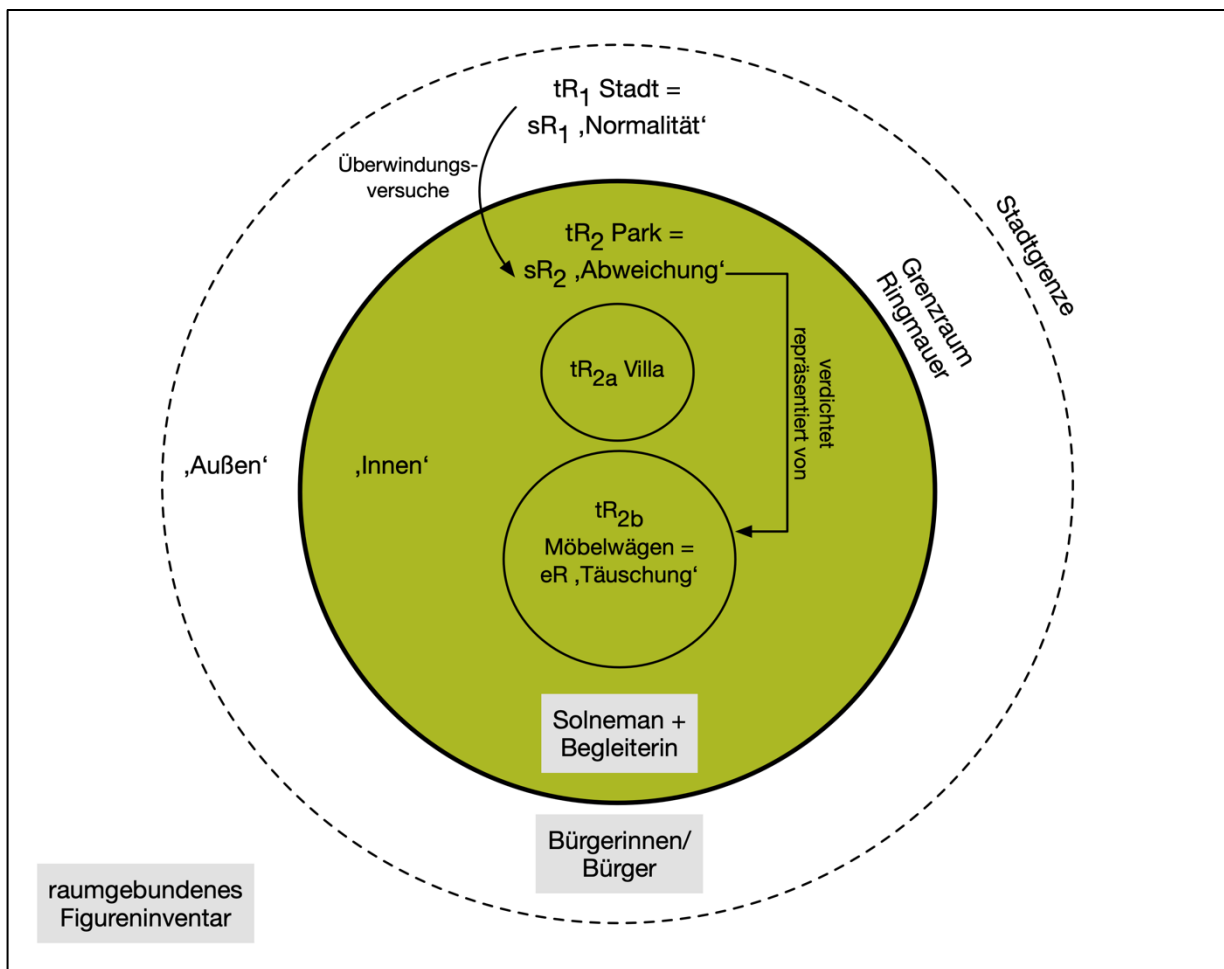 tR₁ Stadt =
sR₁ ‚Normalität‘
Überwindungs-
versuche
Stadtgrenze
Grenzraum
Ringmauer
tR₂ Park =
sR₂ ‚Abweichung‘
tR₂ₐ Villa
verdichtet
repräsentiert von
‚Außen‘
‚Innen‘
tR2b
Möbelwägen =
eR ‚Täuschung‘
Solneman +
Begleiterin
Bürgerinnen/
Bürger
raumgebundenes
Figureninventar